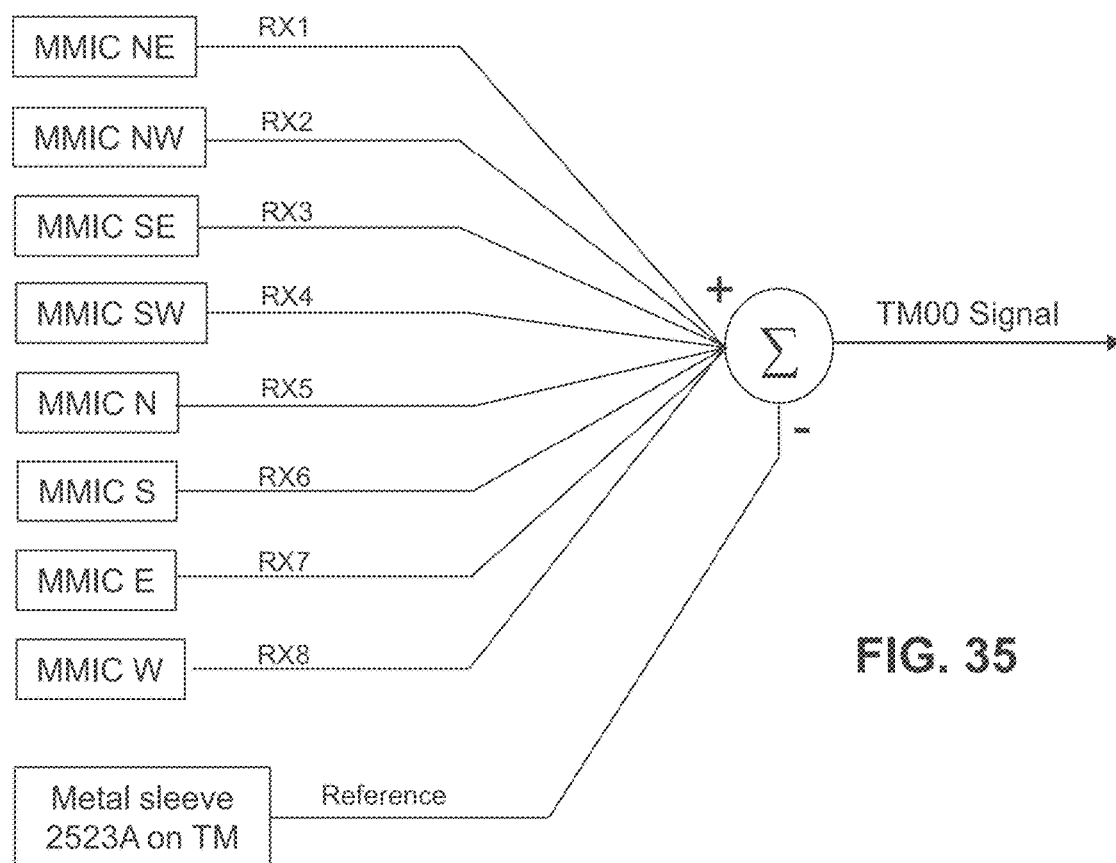 MMIC NE
RX1
MMIC NW
RX2
MMIC SE
RX3
MMIC SW
RX4
MMIC N
RX5
MMIC S
RX6
MMIC E
RX7
MMIC W
RX8
Metal sleeve
2523A on TM
Reference
+
Σ
-
TM00 Signal
FIG. 35